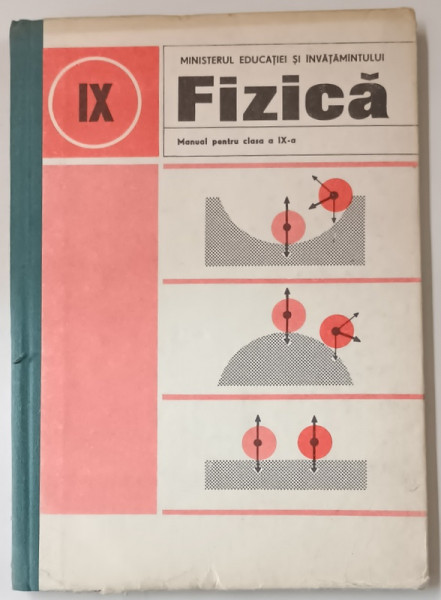 IX
MINISTERUL EDUCAȚIEI ȘI ÎNVĂȚĂMÎNTULUI
Fizică
Manual pentru clasa a IX-a